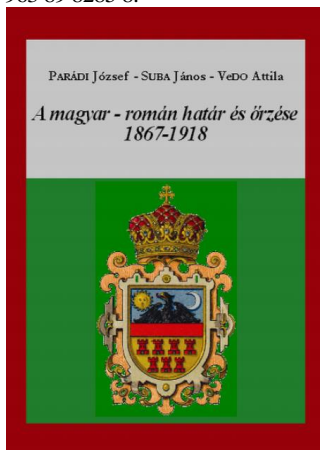 PARÁDI József - SUBA János - VEDO Attila
A magyar - román határ és őrzése
1867-1918